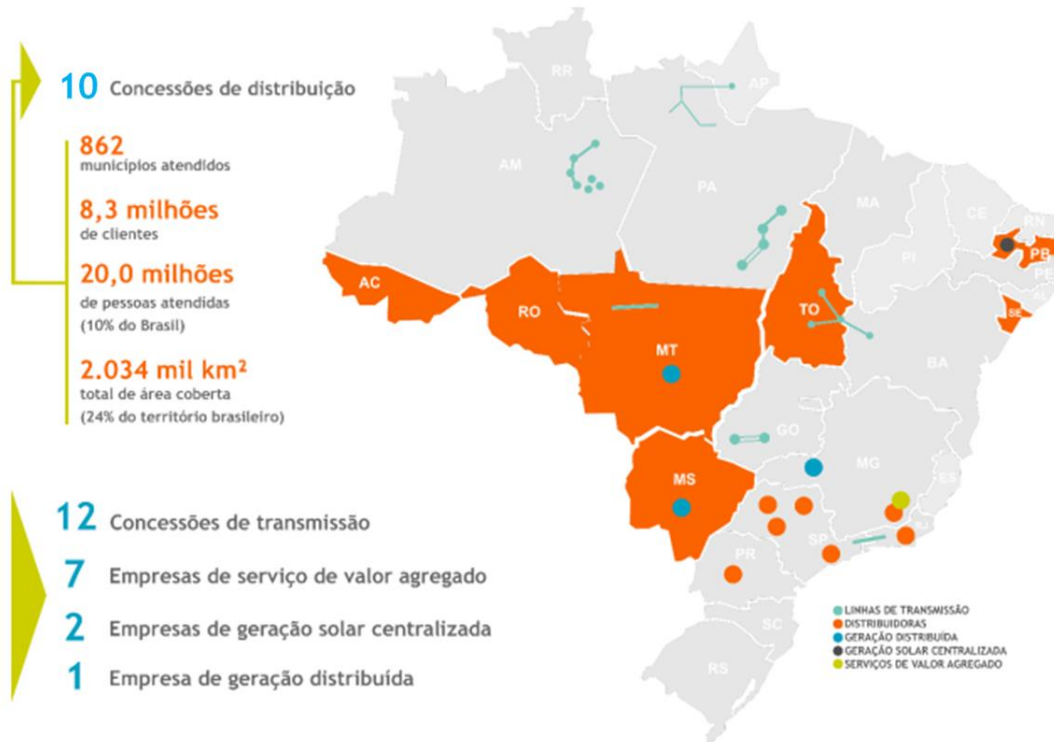 10 Concessões de distribuição
862
municípios atendidos
8,3 milhões
de clientes
20,0 milhões
de pessoas atendidas
(10% do Brasil)
2.034 mil km²
total de área coberta
(24% do território brasileiro)
12 Concessões de transmissão
7 Empresas de serviço de valor agregado
2 Empresas de geração solar centralizada
1 Empresa de geração distribuída
RR
AP
AM
PA
MA
CE
RN
PB
PE
AL
SE
PI
AC
RO
TO
MT
BA
GO
MG
ES
MS
SP
RJ
PR
SC
RS
LINHAS DE TRANSMISSÃO
DISTRIBUIDORAS
GERAÇÃO DISTRIBUÍDA
GERAÇÃO SOLAR CENTRALIZADA
SERVIÇOS DE VALOR AGREGADO